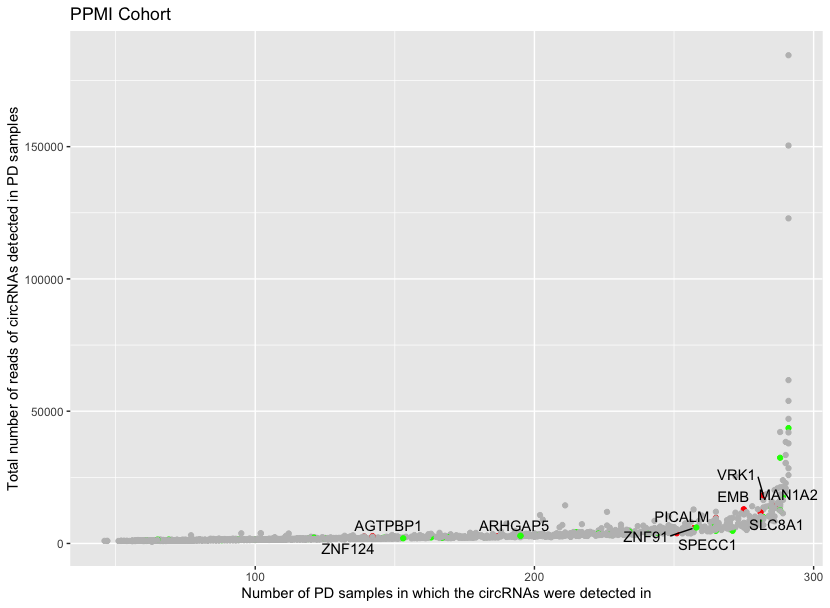 PPMI Cohort
Total number of reads of circRNAs detected in PD samples
150000
100000
50000
0
VRK1
EMB
MAN1A2
PICALM
SLC8A1
AGTPBP1
ARHGAP5
ZNF91
SPECC1
ZNF124
100
200
300
Number of PD samples in which the circRNAs were detected in